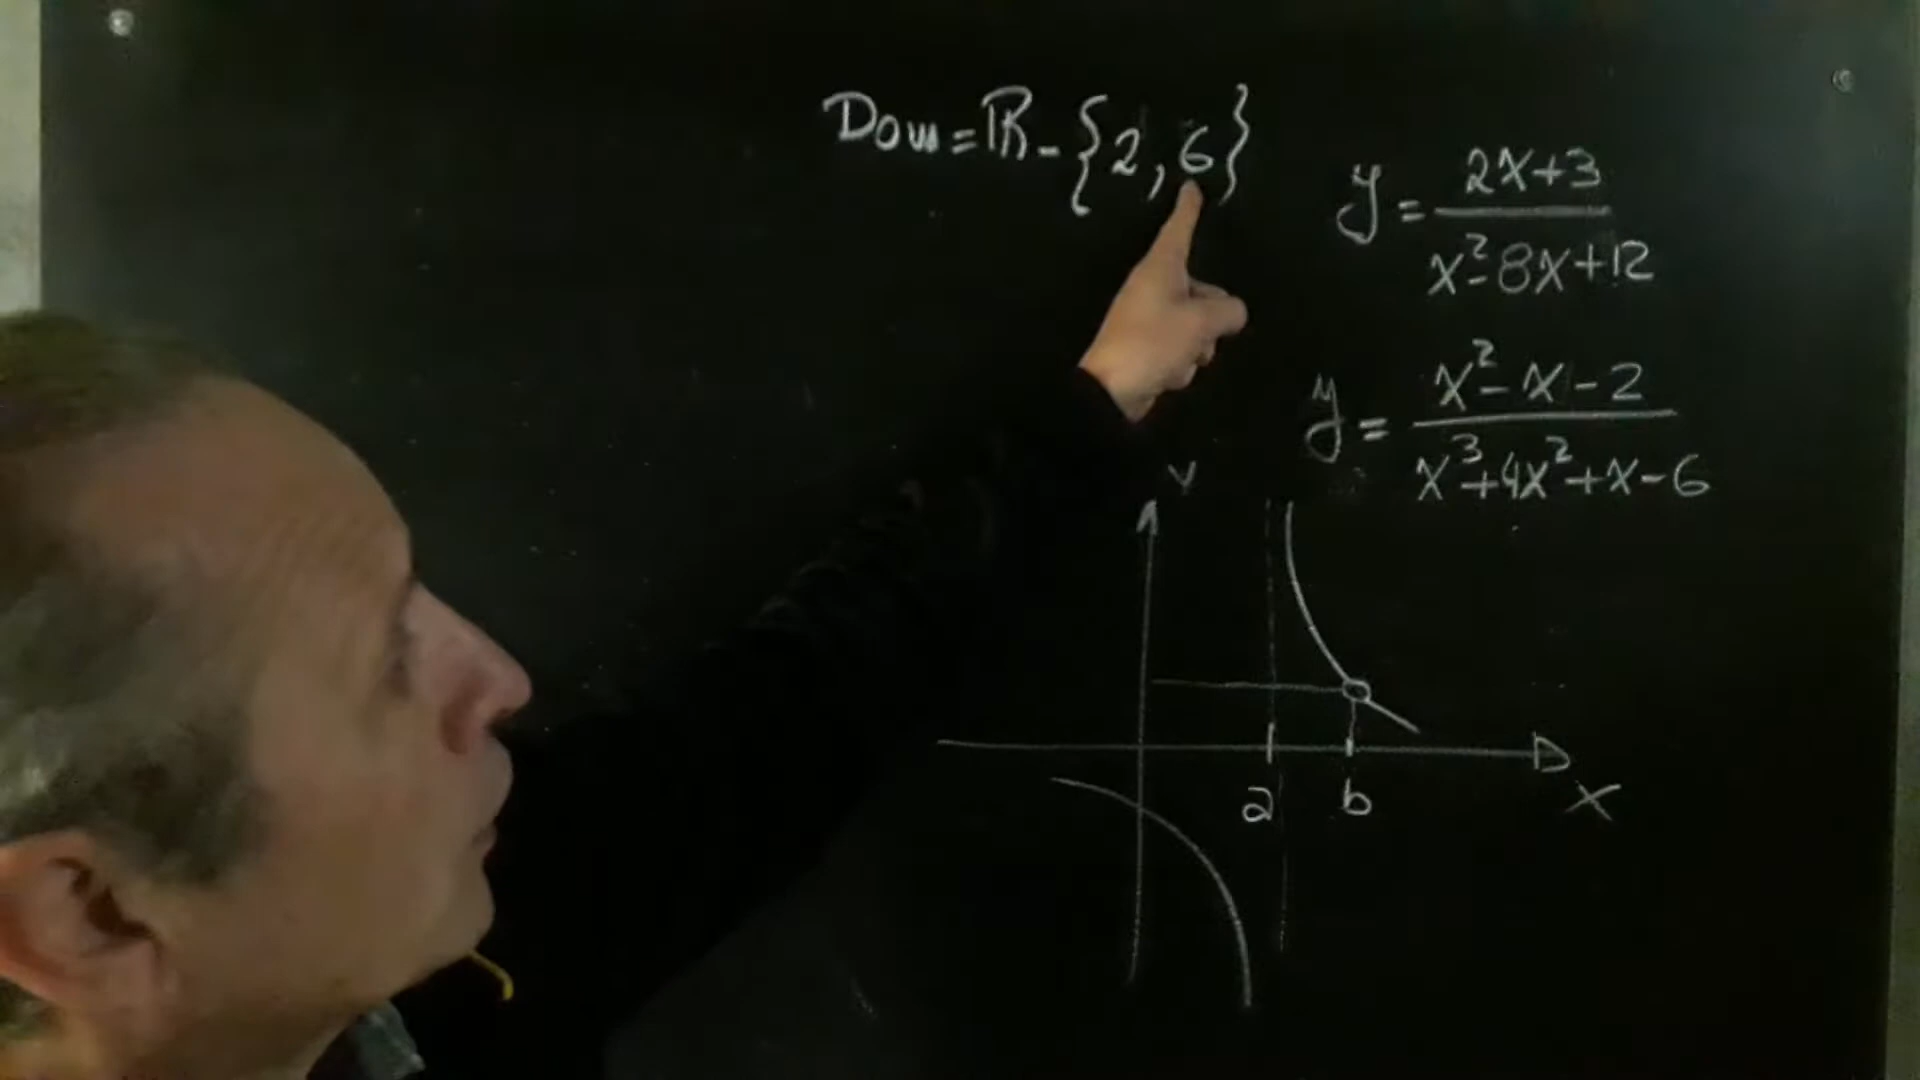 Dom = ℝ - {2, 6}
y = (2x+3)/(x²-8x+12)
y = (x²-x-2)/(x³+4x²+x-6)
y
a b
x